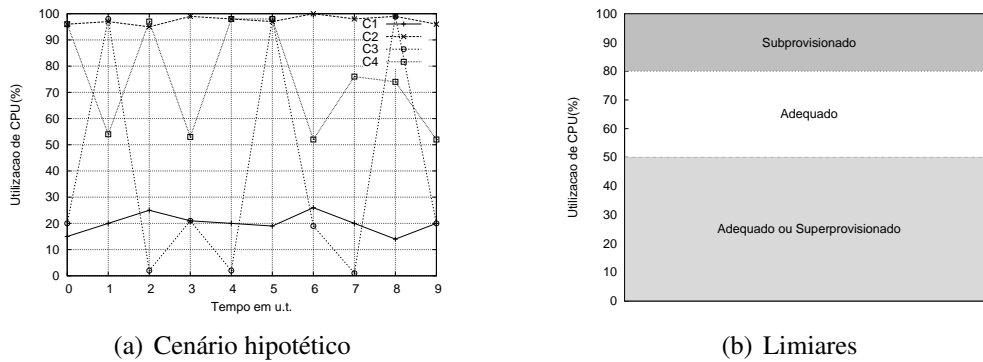 100
90
80
70
60
50
40
30
20
10
0
Utilizacao de CPU(%)
C1
C2
C3
C4
0 1 2 3 4 5 6 7 8 9
Tempo em u.t.
(a) Cenário hipotético
100
90
80
70
60
50
40
30
20
10
0
Utilizacao de CPU(%)
Subprovisionado
Adequado
Adequado ou Superprovisionado
(b) Limiares